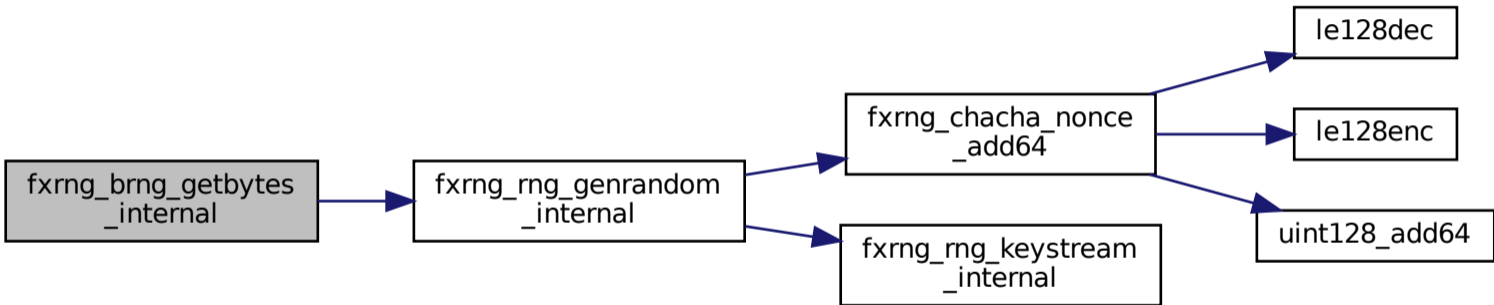 fxrng_brng_getbytes
_internal
fxrng_rng_genrandom
_internal
fxrng_chacha_nonce
_add64
fxrng_rng_keystream
_internal
le128dec
le128enc
uint128_add64